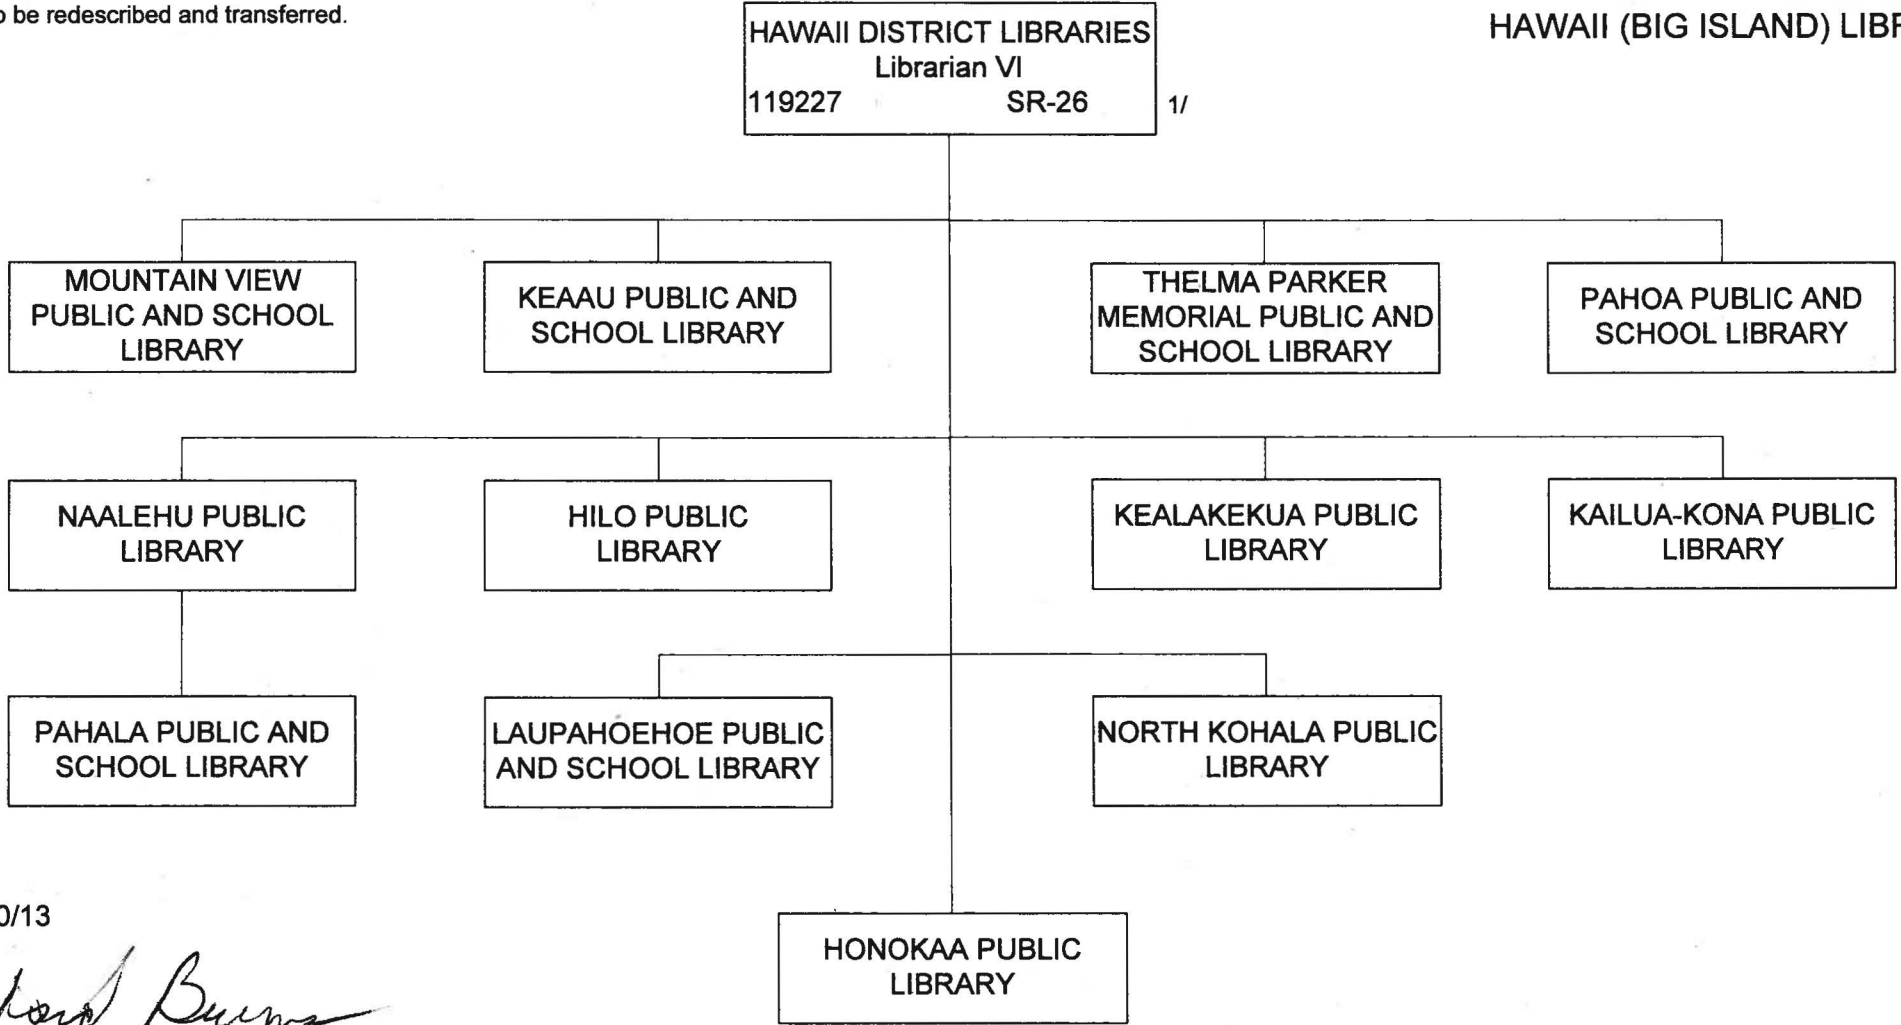 be redescribed and transferred.
HAWAII (BIG ISLAND)
HAWAII DISTRICT LIBRARIES
Librarian VI
119227 SR-26 1/
MOUNTAIN VIEW
PUBLIC AND SCHOOL
LIBRARY
KEAAU PUBLIC AND
SCHOOL LIBRARY
THELMA PARKER
MEMORIAL PUBLIC AND
SCHOOL LIBRARY
PAHOA PUBLIC AND
SCHOOL LIBRARY
NAALEHU PUBLIC
LIBRARY
HILO PUBLIC
LIBRARY
KEALAKEKUA PUBLIC
LIBRARY
KAILUA-KONA PUBLIC
LIBRARY
PAHALA PUBLIC AND
SCHOOL LIBRARY
LAUPAHOEHOE PUBLIC
AND SCHOOL LIBRARY
NORTH KOHALA PUBLIC
LIBRARY
0/13
HONOKAA PUBLIC
LIBRARY